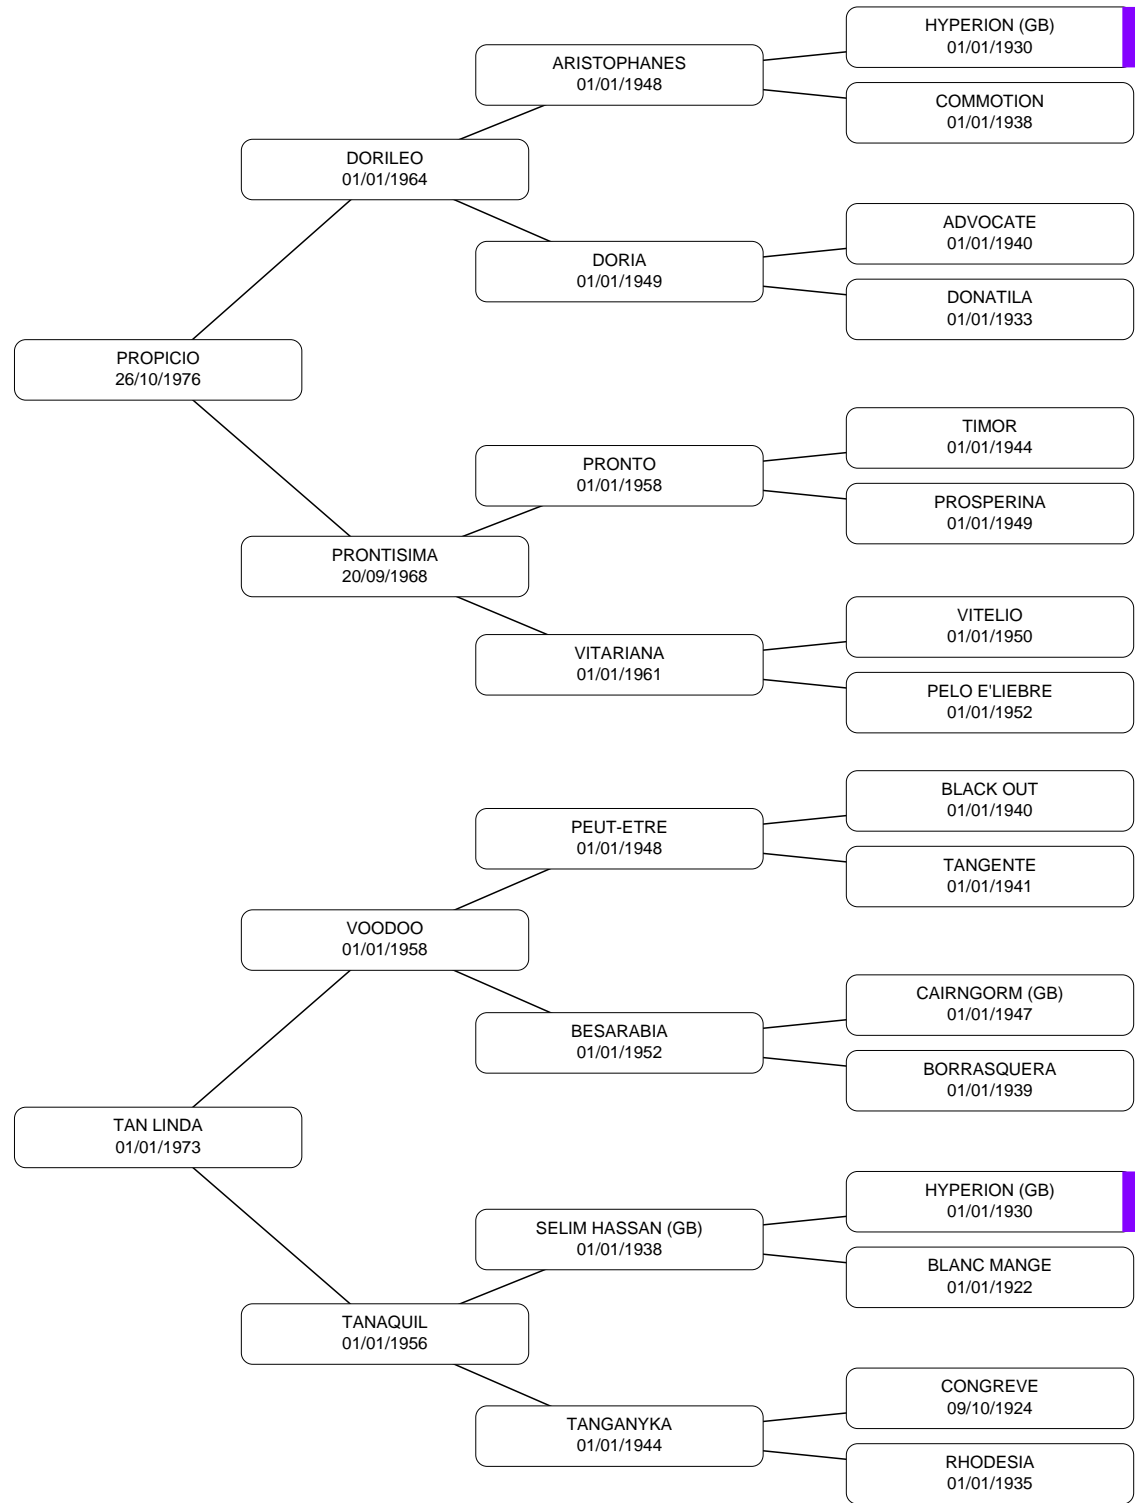 HYPERION (GB)
01/01/1930
ARISTOPHANES
01/01/1948
COMMOTION
01/01/1938
DORILEO
01/01/1964
ADVOCATE
01/01/1940
DORIA
01/01/1949
DONATILA
01/01/1933
PROPICIO
26/10/1976
TIMOR
01/01/1944
PRONTO
01/01/1958
PROSPERINA
01/01/1949
PRONTISIMA
20/09/1968
VITELIO
01/01/1950
VITARIANA
01/01/1961
PELO E'LIEBRE
01/01/1952
BLACK OUT
01/01/1940
PEUT-ETRE
01/01/1948
TANGENTE
01/01/1941
VOODOO
01/01/1958
CAIRNGORM (GB)
01/01/1947
BESARABIA
01/01/1952
BORRASQUERA
01/01/1939
TAN LINDA
01/01/1973
HYPERION (GB)
01/01/1930
SELIM HASSAN (GB)
01/01/1938
BLANC MANGE
01/01/1922
TANAQUIL
01/01/1956
CONGREVE
09/10/1924
TANGANYKA
01/01/1944
RHODESIA
01/01/1935